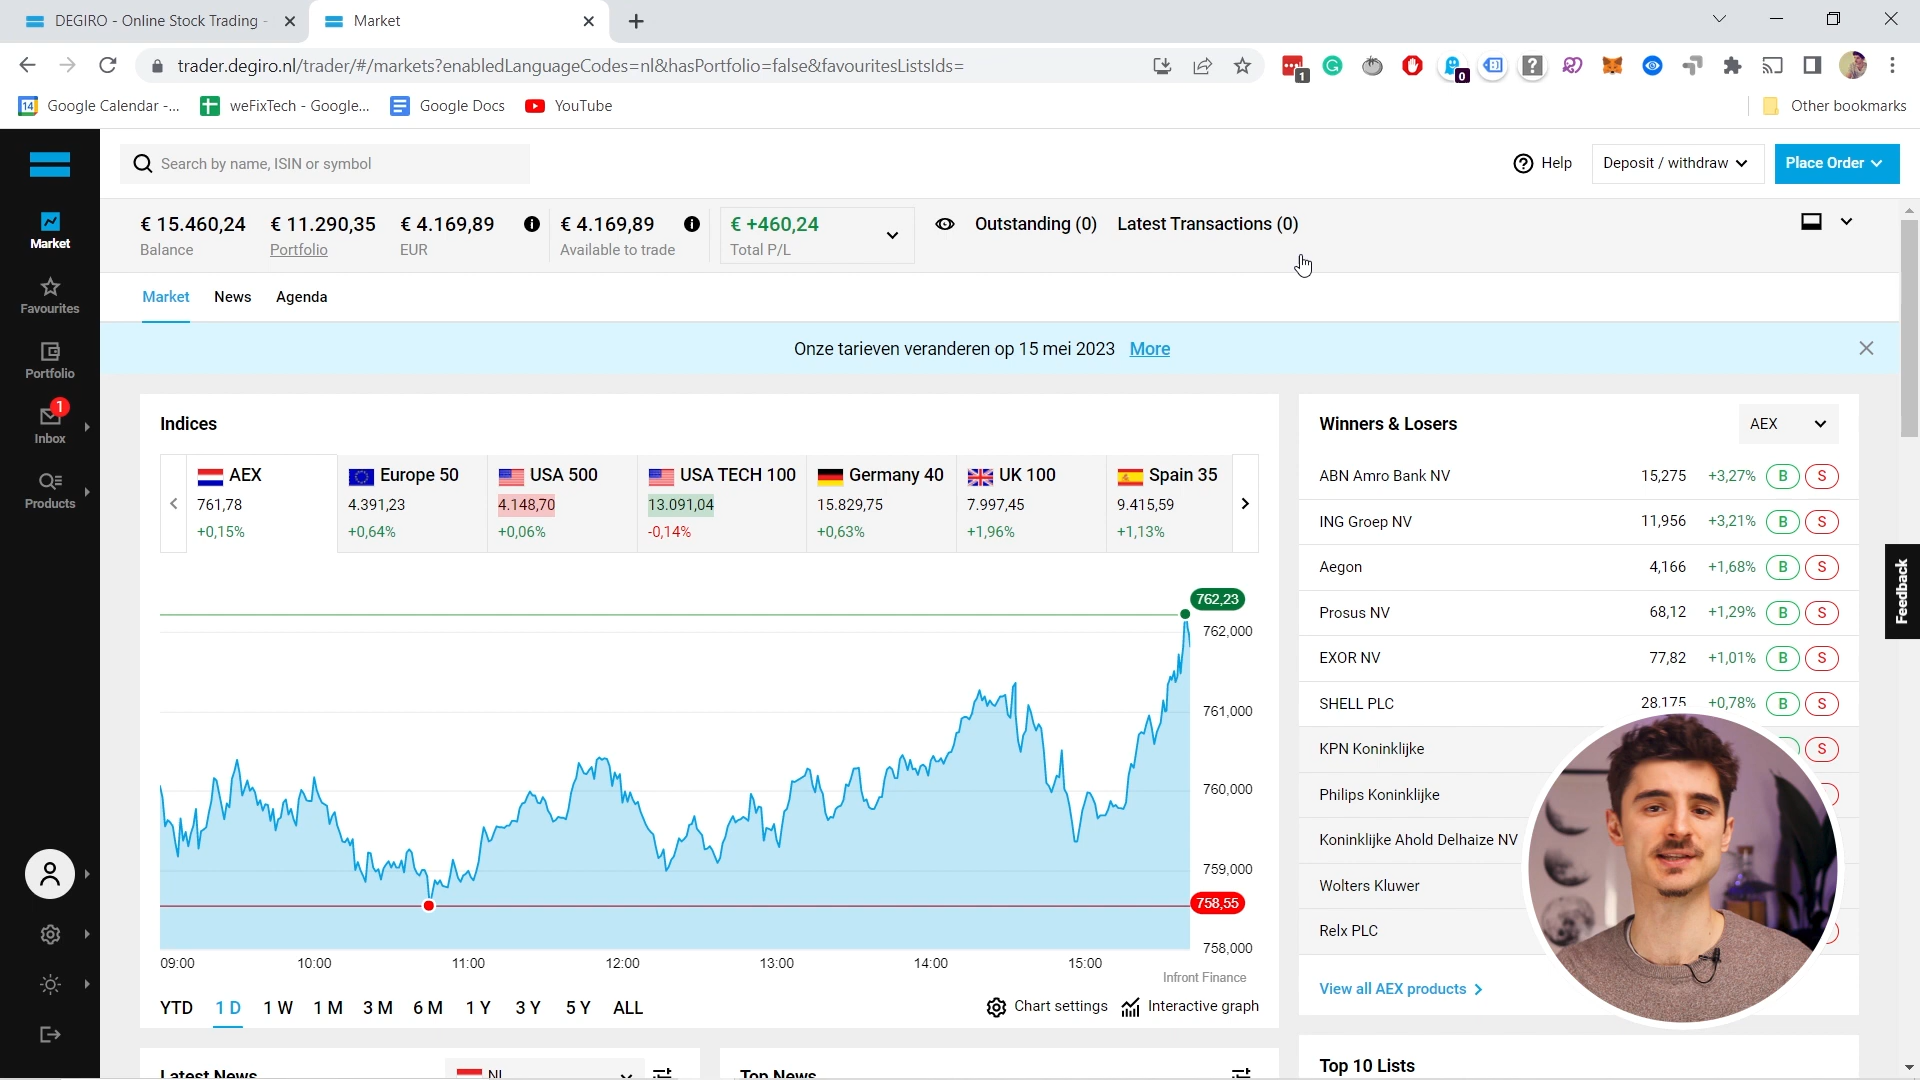 DEGIRO - Online Stock Trading -
Market
trader.degiro.nl/trader/#/markets?enabledLanguageCodes=nl&hasPortfolio=false&favouritesListsIds=
1
0
14
Google Calendar -...
weFixTech - Google...
Google Docs
YouTube
Other bookmarks
Search by name, ISIN or symbol
Help
Deposit / withdraw
Place Order
€ 15.460,24
€ 11.290,35
€ 4.169,89
€ 4.169,89
€ +460,24
Outstanding (0)
Latest Transactions (0)
Balance
Portfolio
EUR
Available to trade
Total P/L
Market
Favourites
Portfolio
1
Inbox
Products
Market
News
Agenda
Onze tarieven veranderen op 15 mei 2023 More
Indices
AEX
761,78
+0,15%
Europe 50
4.391,23
+0,64%
USA 500
4.148,70
+0,06%
USA TECH 100
13.091,04
-0,14%
Germany 40
15.829,75
+0,63%
UK 100
7.997,45
+1,96%
Spain 35
9.415,59
+1,13%
762,23
762,000
761,000
760,000
759,000
758,55
758,000
09:00
10:00
11:00
12:00
13:00
14:00
15:00
Infront Finance
YTD
1 D
1 W
1 M
3 M
6 M
1 Y
3 Y
5 Y
ALL
Chart settings
Interactive graph
Winners & Losers
AEX
ABN Amro Bank NV 15,275 +3,27% B S
ING Groep NV 11,956 +3,21% B S
Aegon 4,166 +1,68% B S
Prosus NV 68,12 +1,29% B S
EXOR NV 77,82 +1,01% B S
SHELL PLC 28,175 +0,78% B S
KPN Koninklijke S
Philips Koninklijke
Koninklijke Ahold Delhaize NV
Wolters Kluwer
Relx PLC
View all AEX products
Feedback
Latest News
NL
Top News
Top 10 Lists